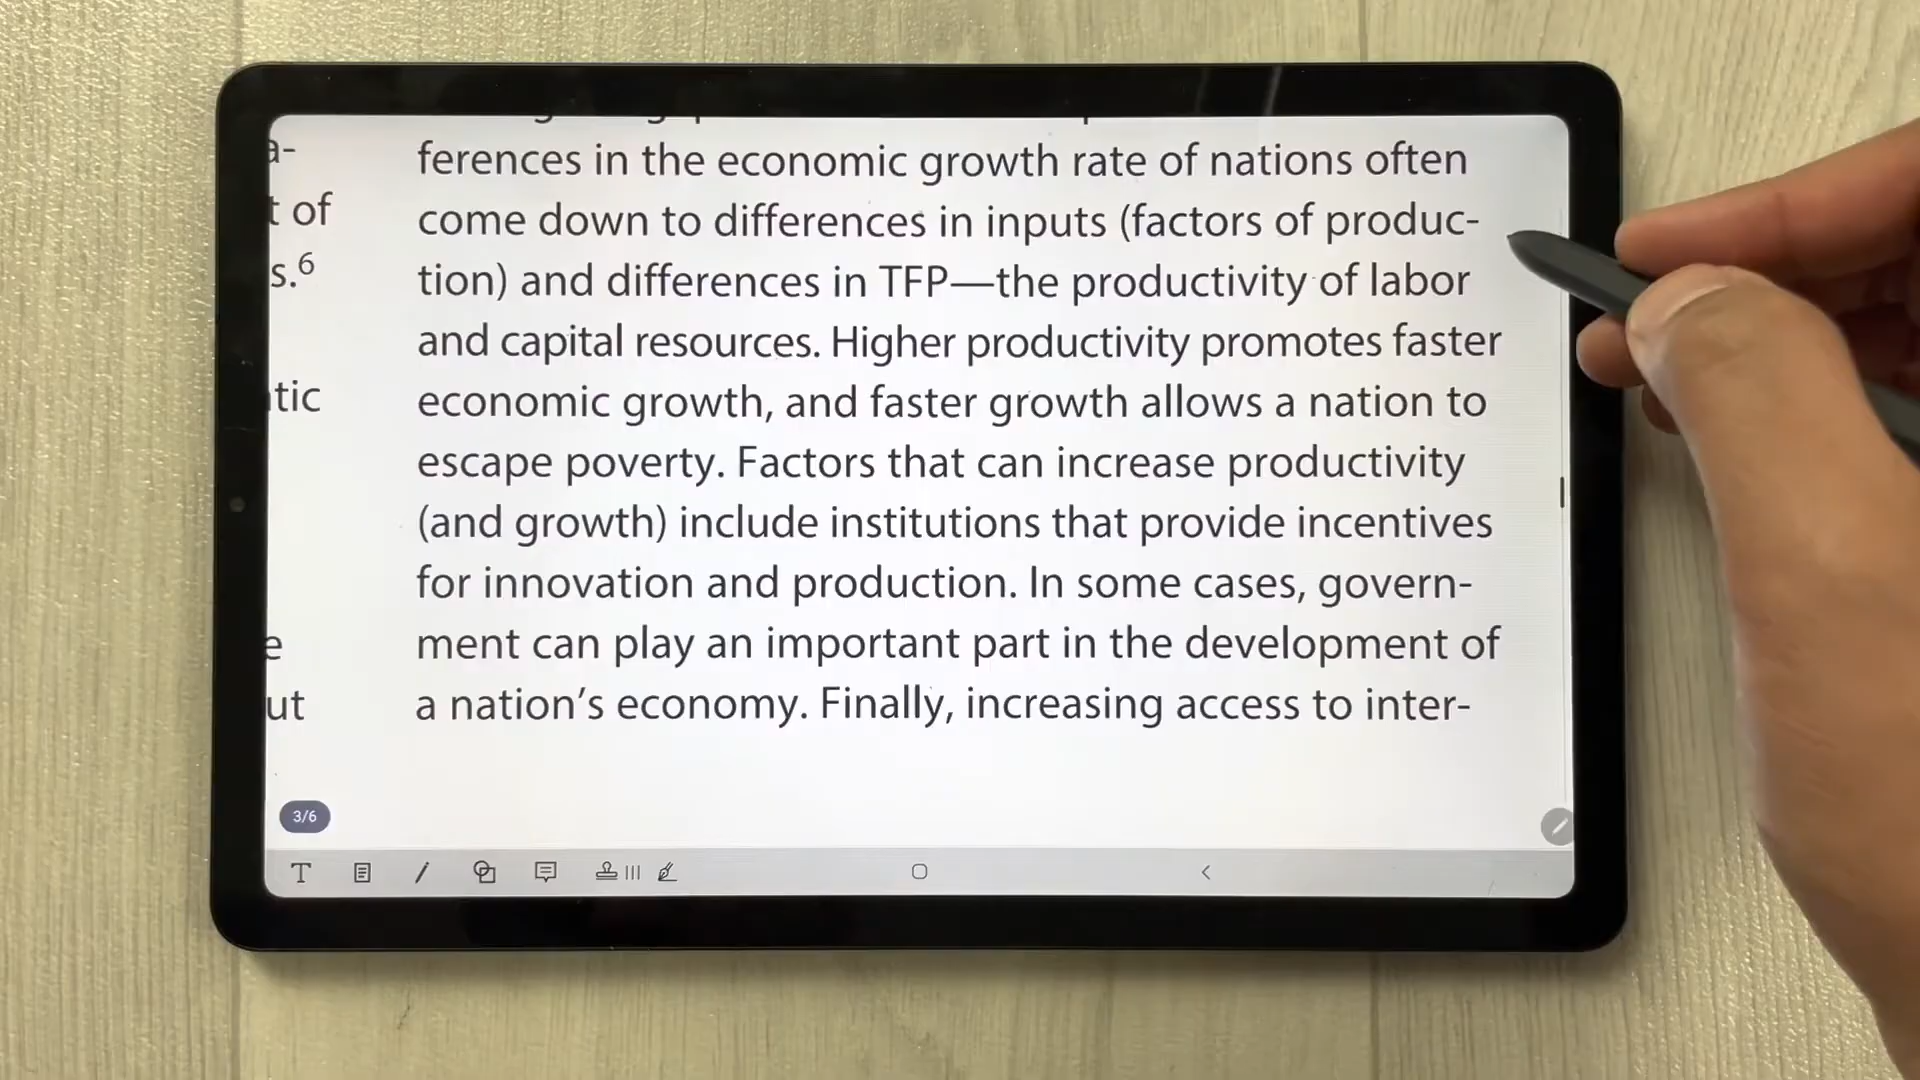 a-
t of
s.6
tic
e
ut
ferences in the economic growth rate of nations often
come down to differences in inputs (factors of produc-
tion) and differences in TFP—the productivity of labor
and capital resources. Higher productivity promotes faster
economic growth, and faster growth allows a nation to
escape poverty. Factors that can increase productivity
(and growth) include institutions that provide incentives
for innovation and production. In some cases, govern-
ment can play an important part in the development of
a nation’s economy. Finally, increasing access to inter-
3/6